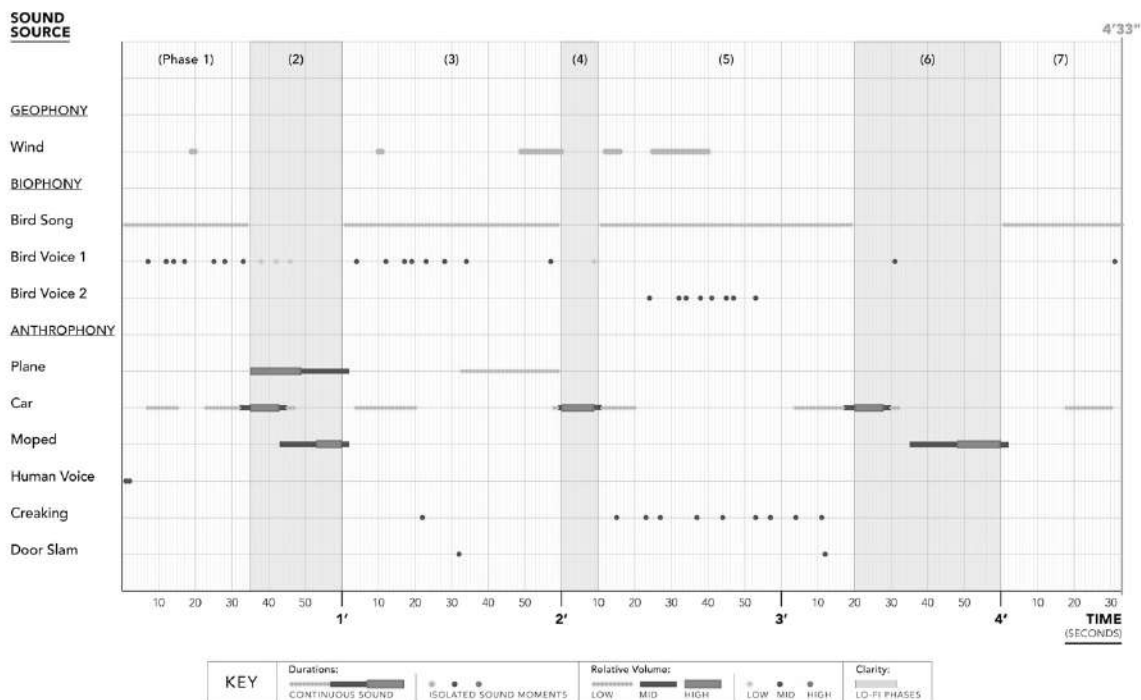 SOUND
SOURCE
4'33"
(Phase 1) (2) (3) (4) (5) (6) (7)
GEOPHONY
Wind
BIOPHONY
Bird Song
Bird Voice 1
Bird Voice 2
ANTHROPHONY
Plane
Car
Moped
Human Voice
Creaking
Door Slam
10 20 30 40 50 1' 10 20 30 40 50 2' 10 20 30 40 50 3' 10 20 30 40 50 4' 10 20 30
TIME
(SECONDS)
KEY
Durations:
CONTINUOUS SOUND ISOLATED SOUND MOMENTS
Relative Volume:
LOW MID HIGH LOW MID HIGH
Clarity:
LO-FI PHASES